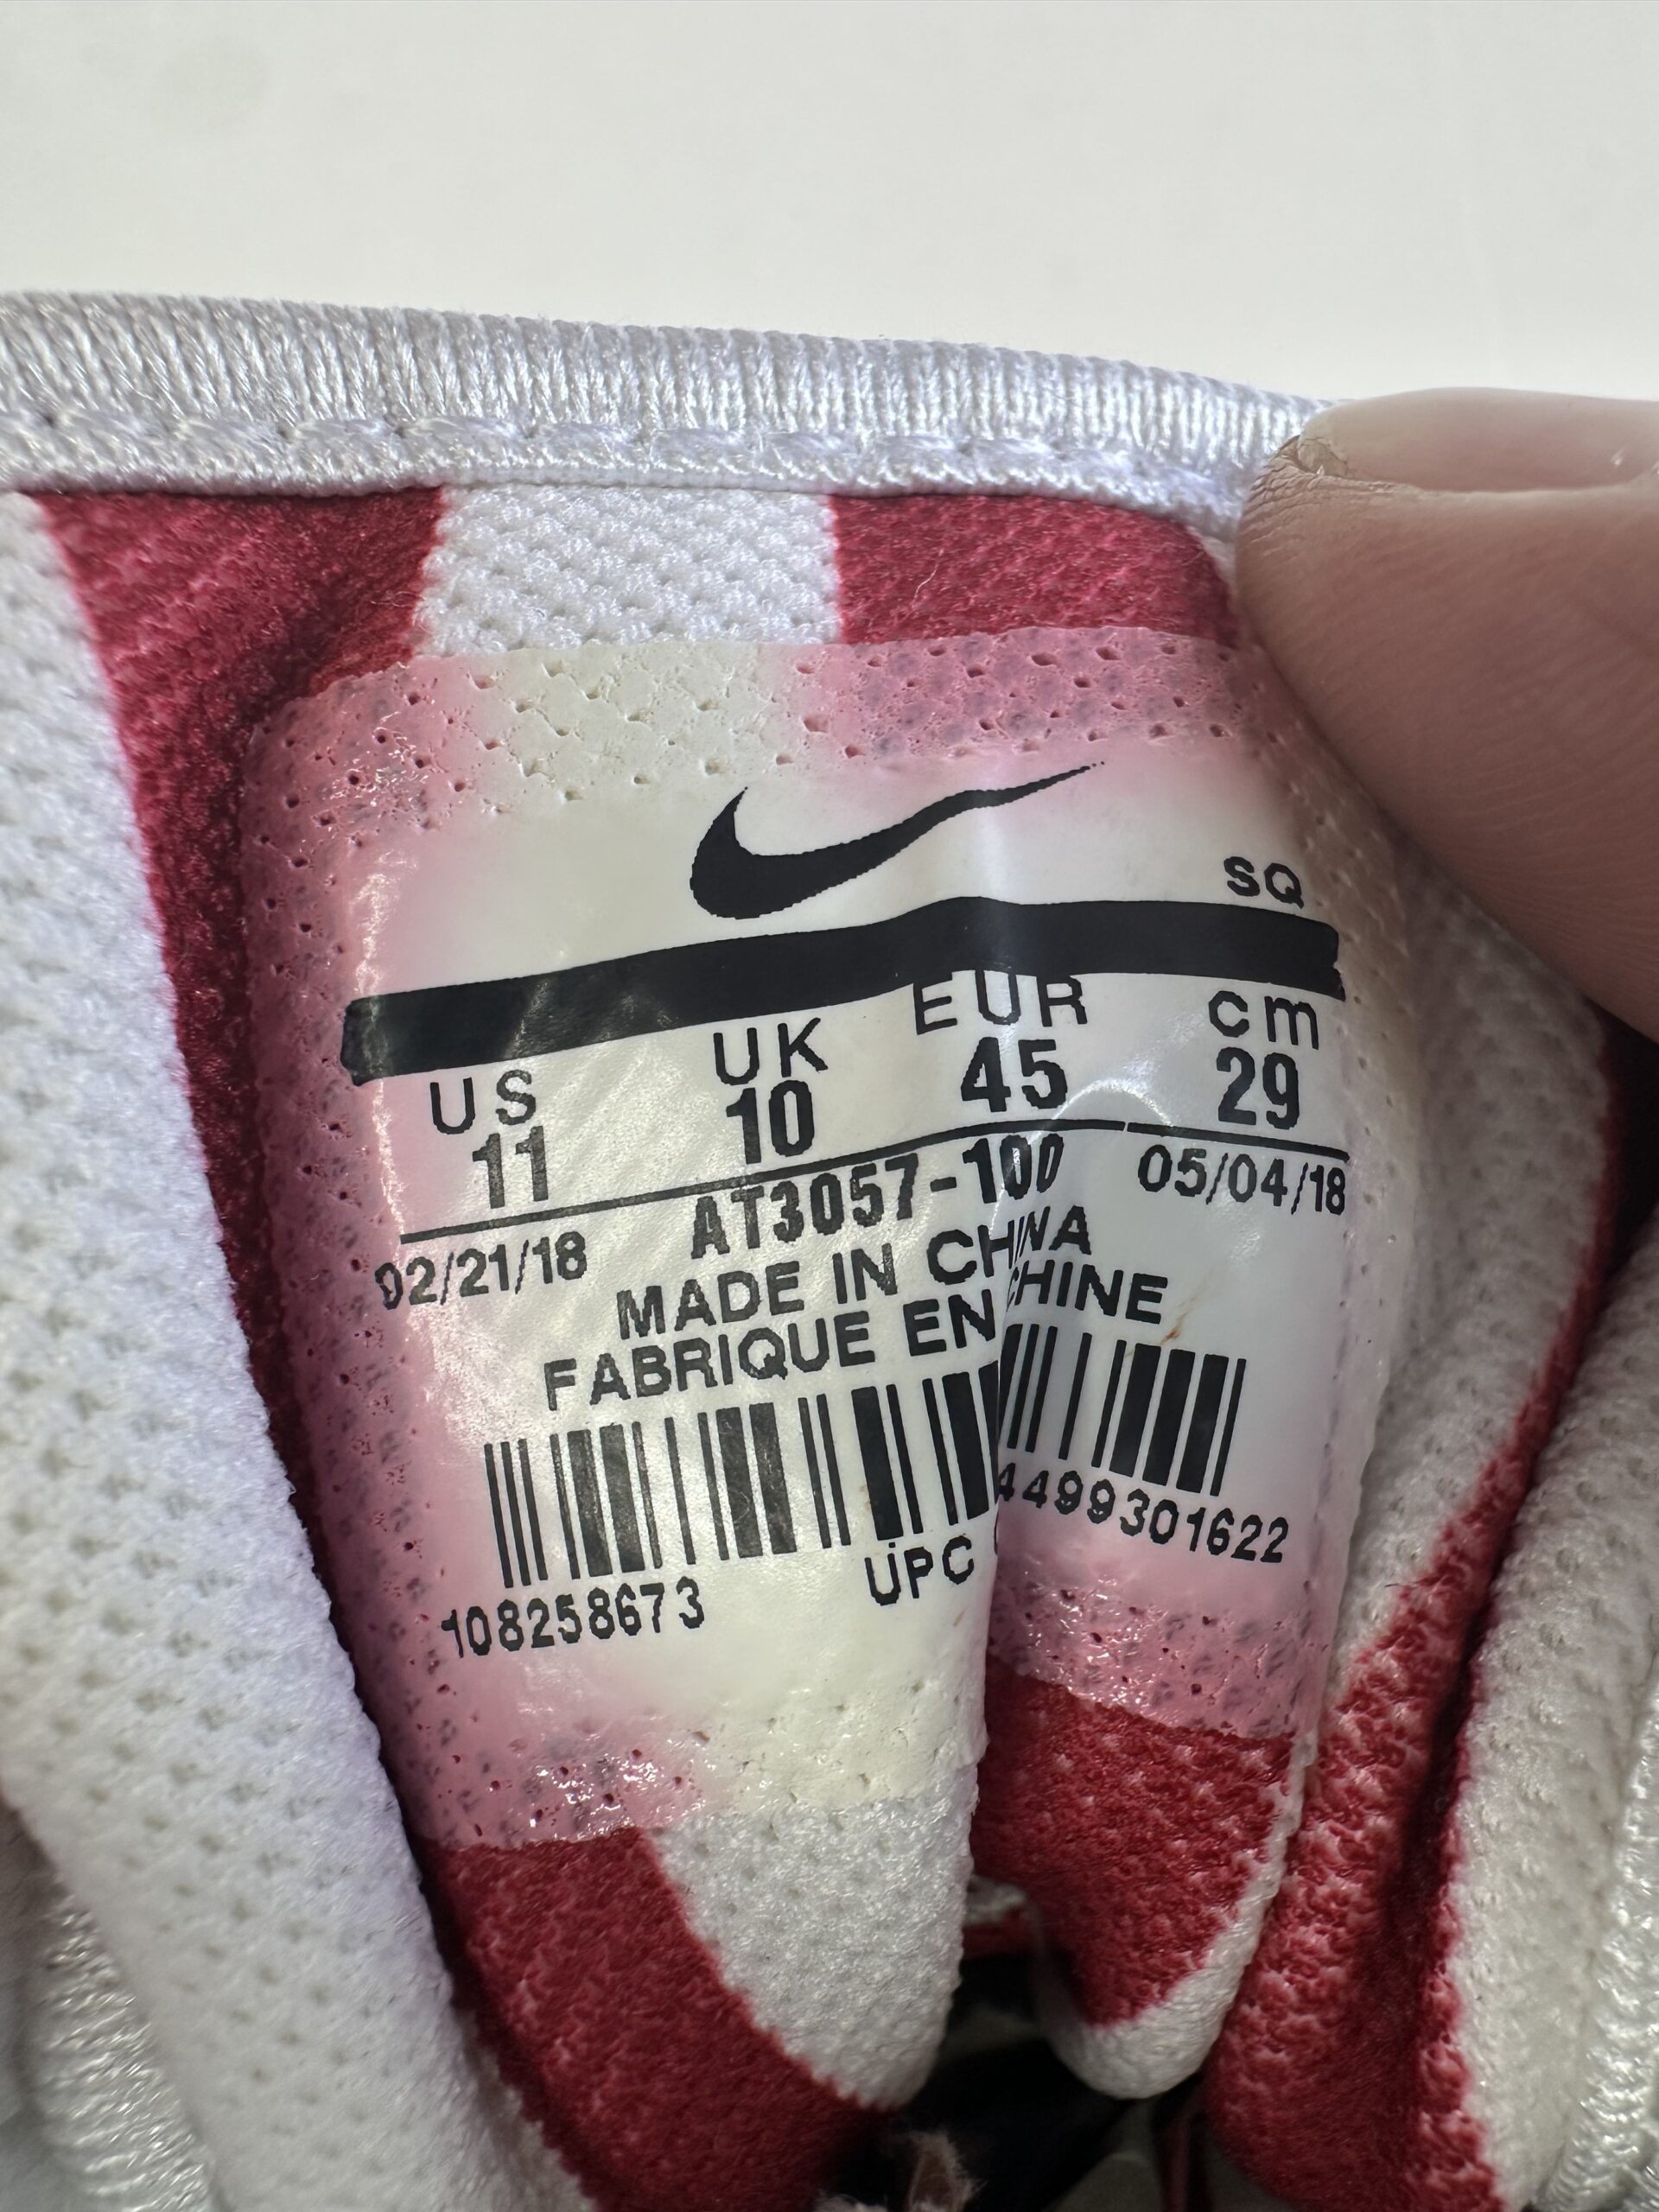 SQ
US UK EUR cm
11 10 45 29
02/21/18 AT3057-100 05/04/18
MADE IN CHINA
FABRIQUE EN CHINE
108258673 UPC 4499301622